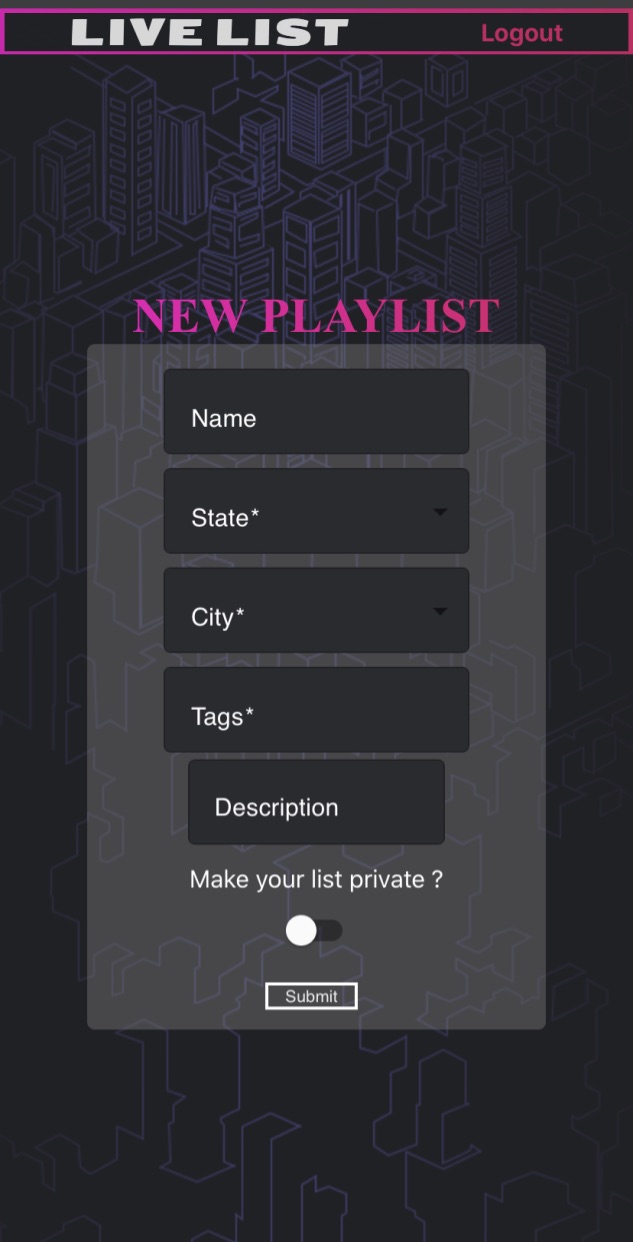 LIVE LIST Logout
NEW PLAYLIST
Name
State*
City*
Tags*
Description
Make your list private ?
Submit